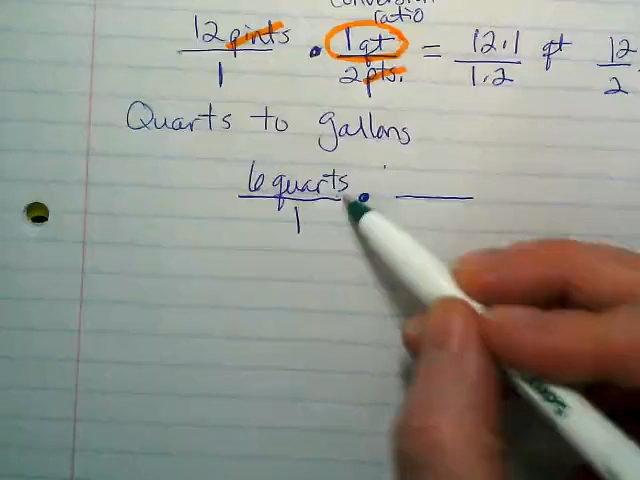 conversion
ratio
12 pints / 1 • 1 qt / 2 pts. = 12·1 / 1·2 qt 12 / 2
Quarts to gallons
6 quarts / 1 •